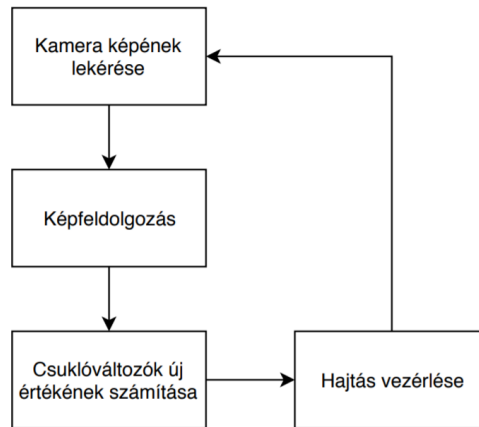 Kamera képének
lekérése
Képfeldolgozás
Csuklóváltozók új
értékének számítása
Hajtás vezérlése